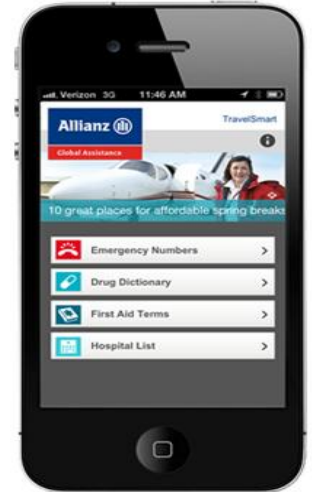 Verizon 3G 11:46 AM
Allianz
TravelSmart
Global Assistance
10 great places for affordable spring breaks
Emergency Numbers
Drug Dictionary
First Aid Terms
Hospital List